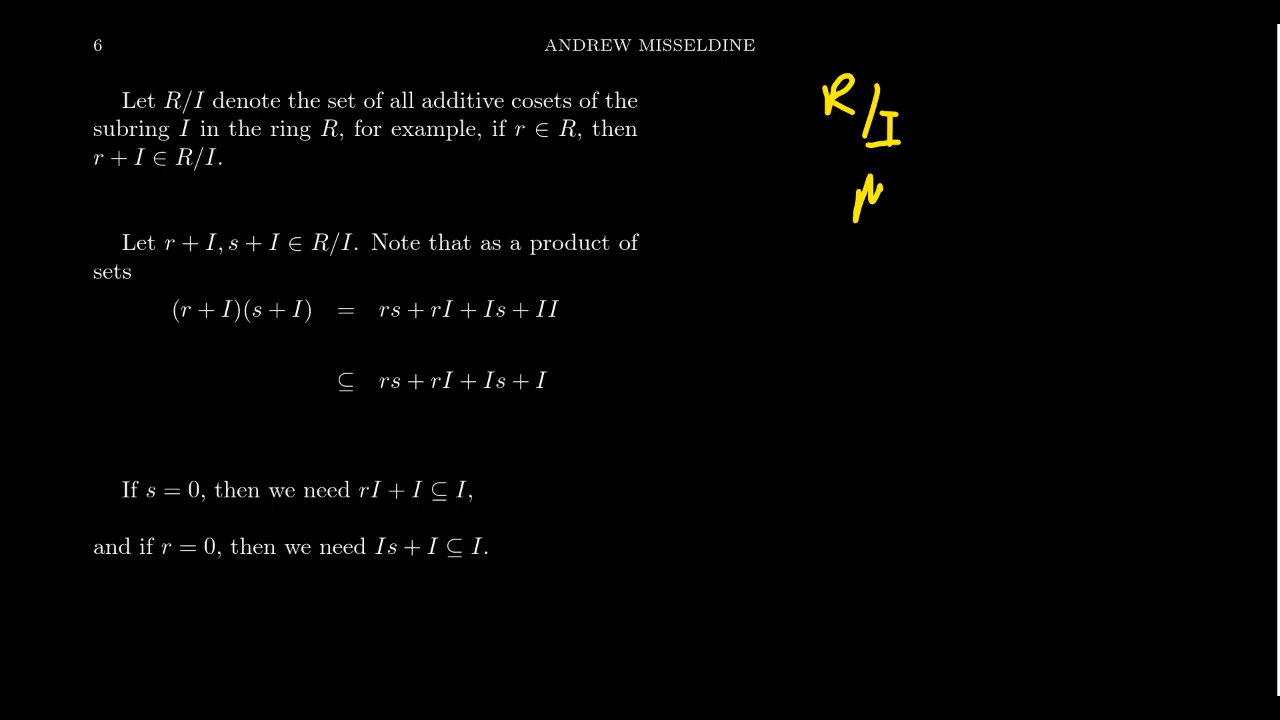 6 ANDREW MISSELDINE
Let R/I denote the set of all additive cosets of the
subring I in the ring R, for example, if r ∈ R, then
r + I ∈ R/I.
Let r + I, s + I ∈ R/I. Note that as a product of
sets
(r + I)(s + I) = rs + rI + Is + II
⊆ rs + rI + Is + I
If s = 0, then we need rI + I ⊆ I,
and if r = 0, then we need Is + I ⊆ I.
R/I